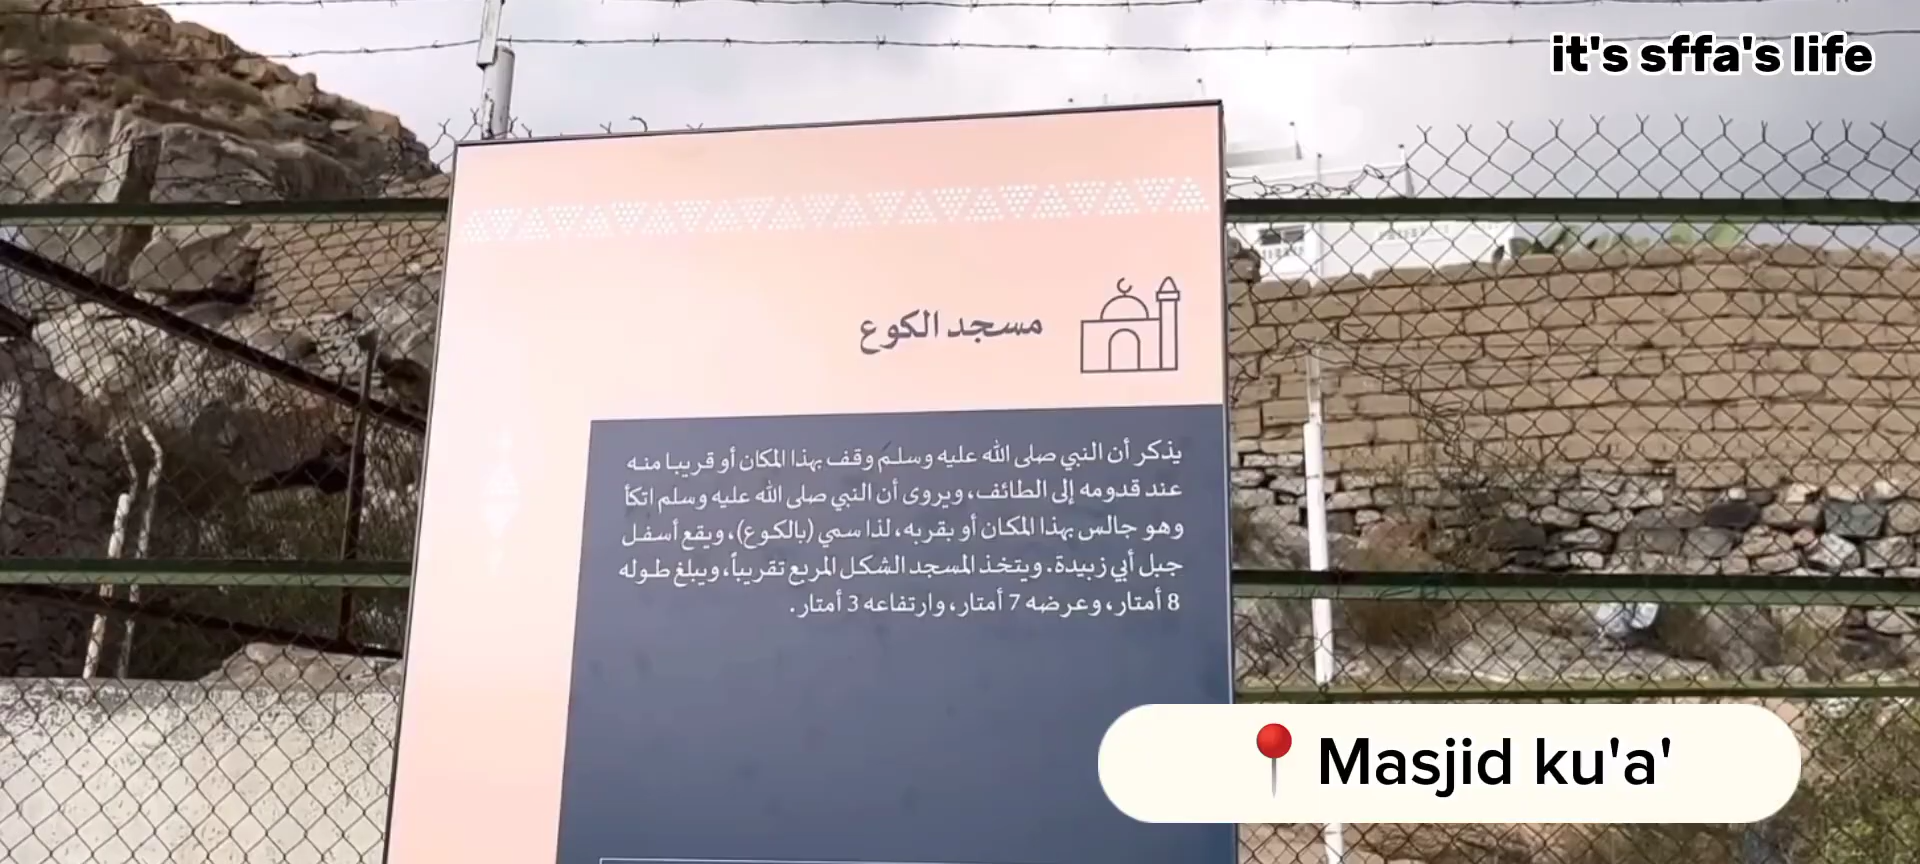 it's sffa's life
مسجد الكوع
يذكر أن النبي صلى الله عليه وسلم وقف بهذا المكان أو قريبا منه
عند قدومه إلى الطائف، ويروى أن النبي صلى الله عليه وسلم اتكأ
وهو جالس بهذا المكان أو بقربه، لذا سمي (بالكوع)، ويقع أسفل
جبل أبي زبيدة. ويتخذ المسجد الشكل المربع تقريباً، ويبلغ طوله
8 أمتار، وعرضه 7 أمتار، وارتفاعه 3 أمتار.
📍 Masjid ku'a'